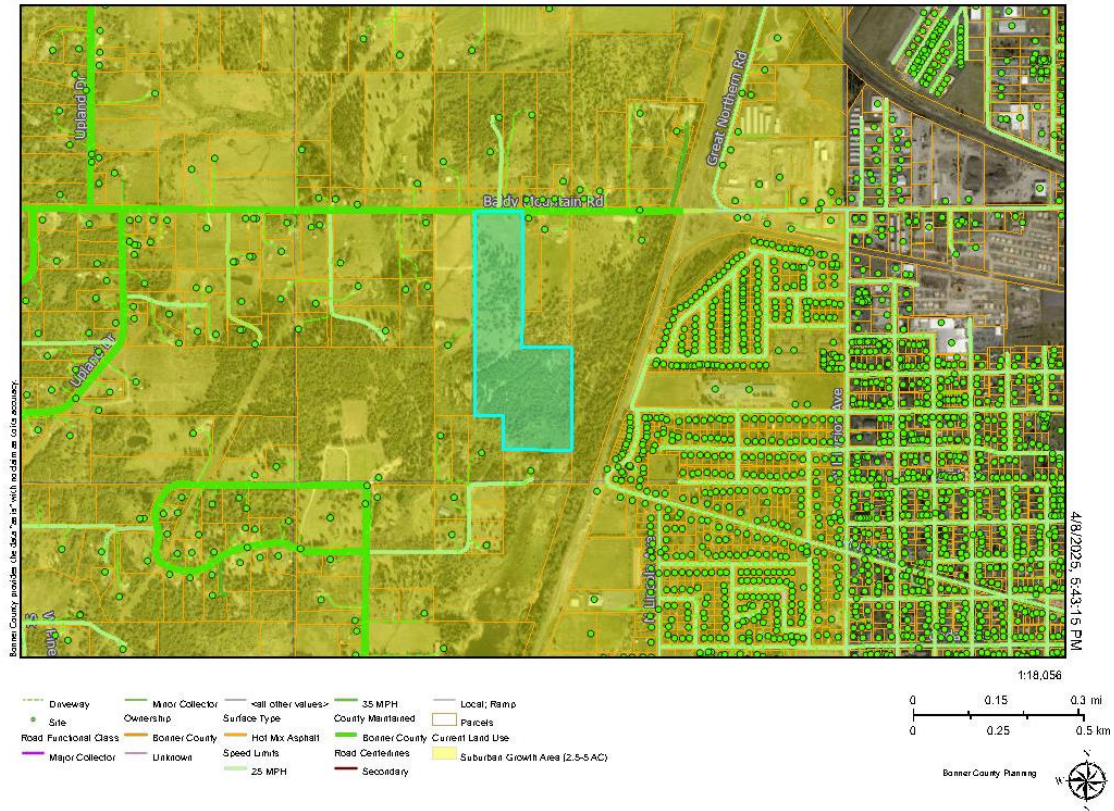 Upland Dr
Great Northern Rd
Baldy Mountain Rd
Upland Dr
Ave
N Lincoln
Bonner County provides this data "as is" with no claim as to its accuracy.
4/8/2025, 5:43:15 PM
1:18,056
Driveway
Site
Road Functional Class
Major Collector
Minor Collector
Ownership
Bonner County
Unknown
<all other values>
Surface Type
Hot Mix Asphalt
Speed Limits
25 MPH
35 MPH
County Maintained
Bonner County
Road Centerlines
Secondary
Local; Ramp
Parcels
Current Land Use
Suburban Growth Area (2.5-5 AC)
0 0.15 0.3 mi
0 0.25 0.5 km
Bonner County Planning